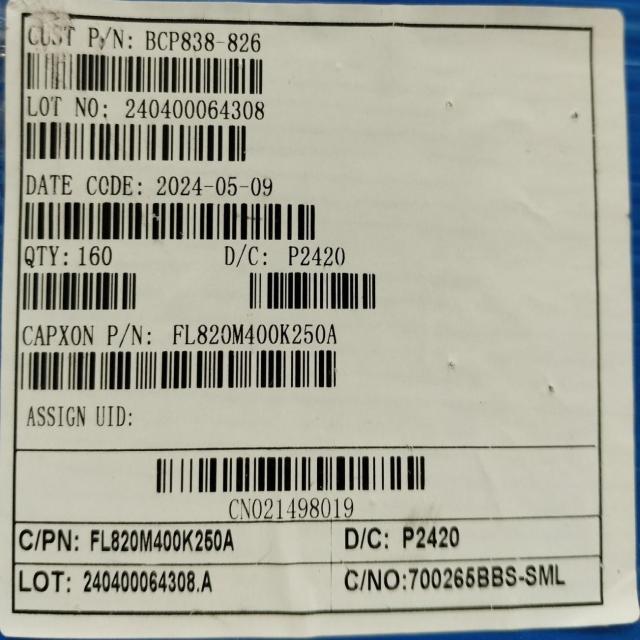 CUST P/N: BCP838-826
LOT NO: 240400064308
DATE CODE: 2024-05-09
QTY: 160 D/C: P2420
CAPXON P/N: FL820M400K250A
ASSIGN UID:
CN021498019
C/PN: FL820M400K250A D/C: P2420
LOT: 240400064308.A C/NO:700265BBS-SML